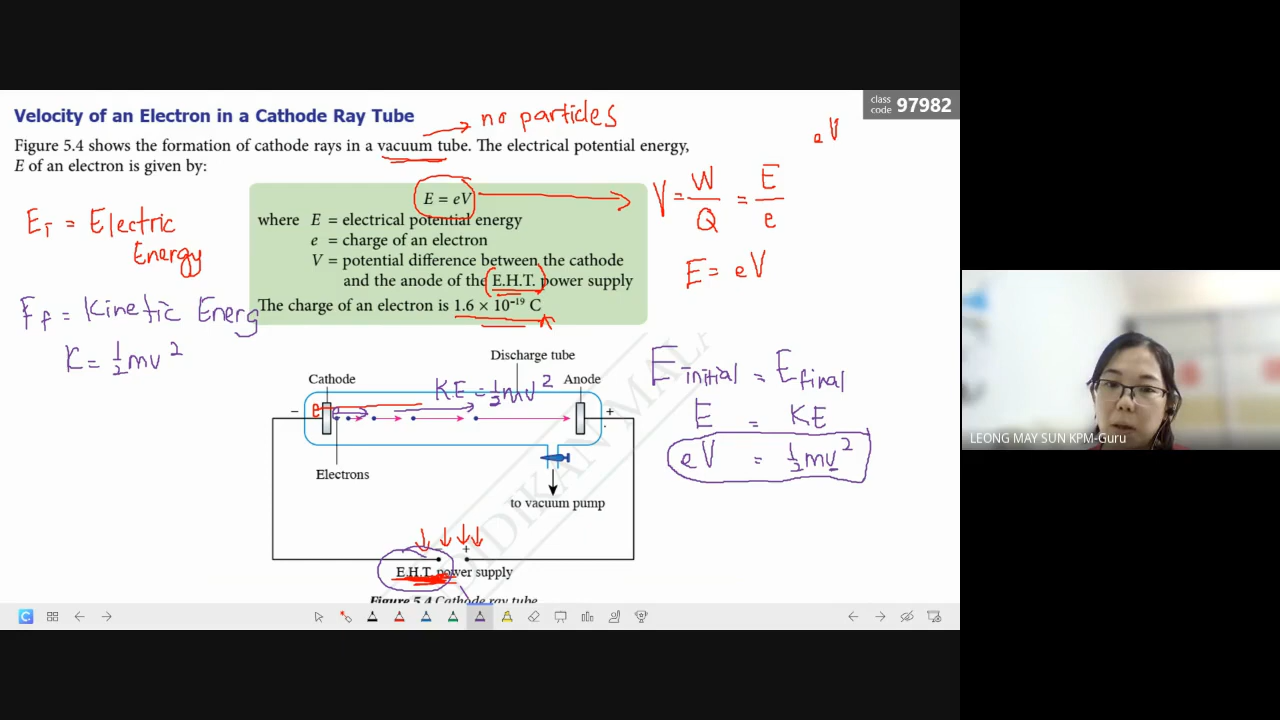 Velocity of an Electron in a Cathode Ray Tube
no particles
class code 97982
Figure 5.4 shows the formation of cathode rays in a vacuum tube. The electrical potential energy,
E of an electron is given by:
eV
E = eV
where E = electrical potential energy
e = charge of an electron
V = potential difference between the cathode
and the anode of the E.H.T. power supply
The charge of an electron is 1.6 × 10⁻¹⁹ C
V = W/Q = E/e
E = eV
Ei = Electric
Energy
Ff = Kinetic Energ
K = ½mv²
Discharge tube
Cathode
KE = ½mv²
Anode
−
e
+
Electrons
to vacuum pump
E initial = E final
E = KE
eV = ½mv²
− +
E.H.T. power supply
Figure 5.4 Cathode ray tube
LEONG MAY SUN KPM-Guru